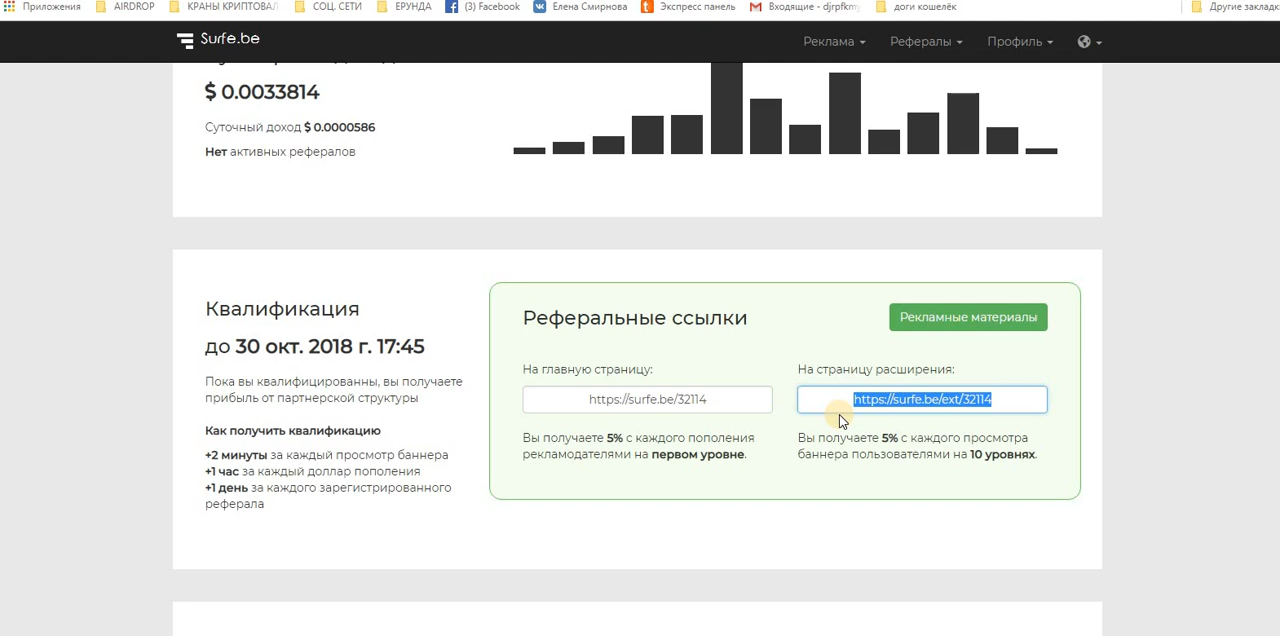 Приложения AIRDROP КРАНЫ КРИПТОВАЛ СОЦ. СЕТИ ЕРУНДА (3) Facebook Елена Смирнова Экспресс панель Входящие - djrpfkmy доги кошелёк Другие закладк
Surfe.be Реклама Рефералы Профиль
$ 0.0033814
Суточный доход $ 0.0000586
Нет активных рефералов
Квалификация
до 30 окт. 2018 г. 17:45
Пока вы квалифицированны, вы получаете
прибыль от партнерской структуры
Как получить квалификацию
+2 минуты за каждый просмотр баннера
+1 час за каждый доллар пополения
+1 день за каждого зарегистрированного
реферала
Реферальные ссылки
Рекламные материалы
На главную страницу:
https://surfe.be/32114
Вы получаете 5% с каждого пополения
рекламодателями на первом уровне.
На страницу расширения:
https://surfe.be/ext/32114
Вы получаете 5% с каждого просмотра
баннера пользователями на 10 уровнях.